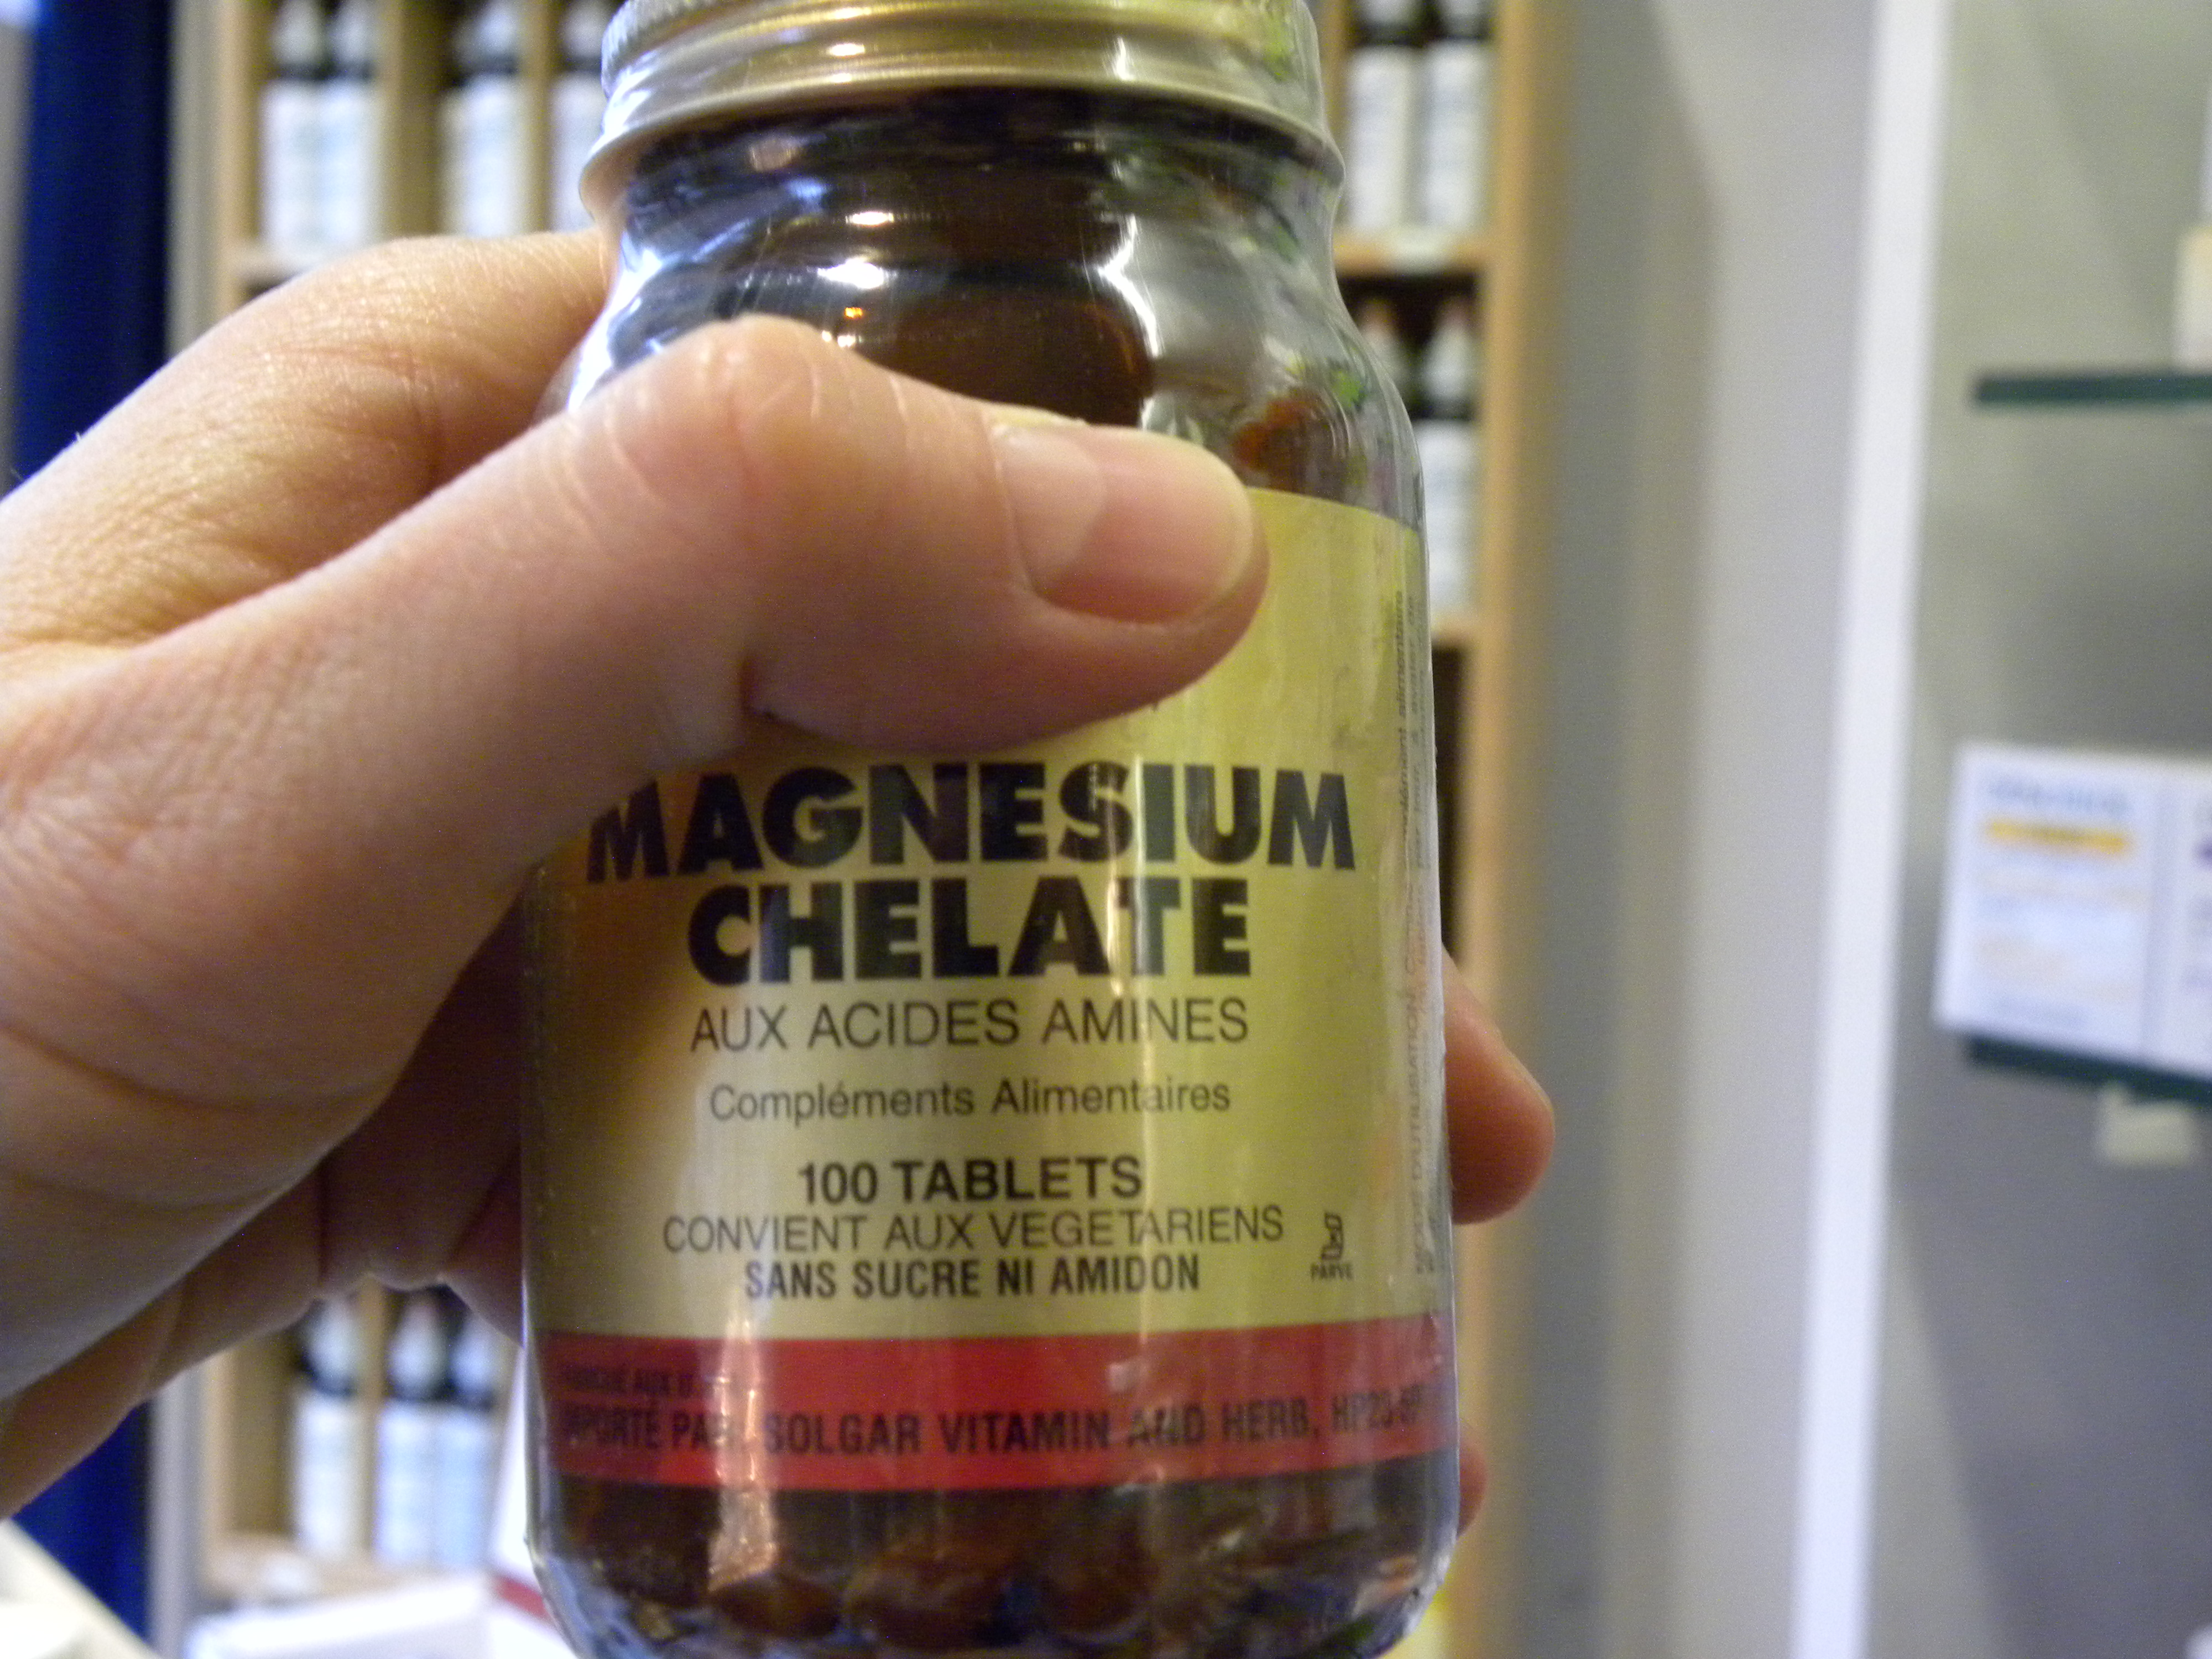 MAGNESIUM
CHELATE
AUX ACIDES AMINES
Compléments Alimentaires
100 TABLETS
CONVIENT AUX VEGETARIENS
SANS SUCRE NI AMIDON
PARVE
SOLGAR VITAMIN AND HERB,